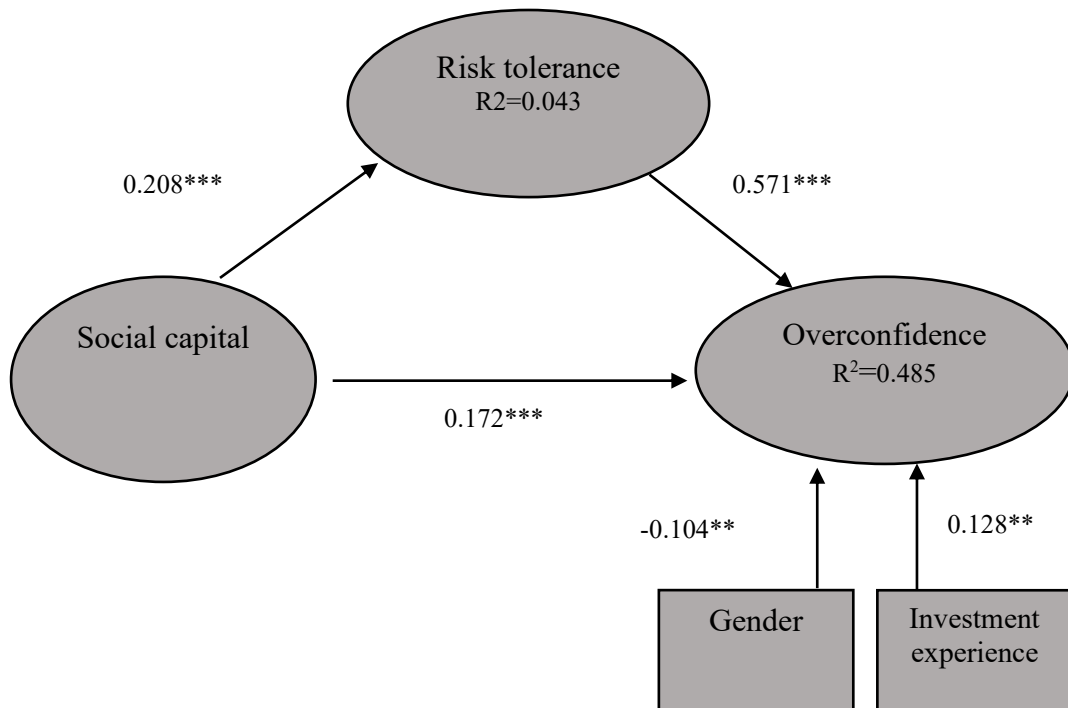 Risk tolerance
R2=0.043
0.208***
0.571***
Social capital
Overconfidence
R²=0.485
0.172***
-0.104**
0.128**
Gender
Investment
experience